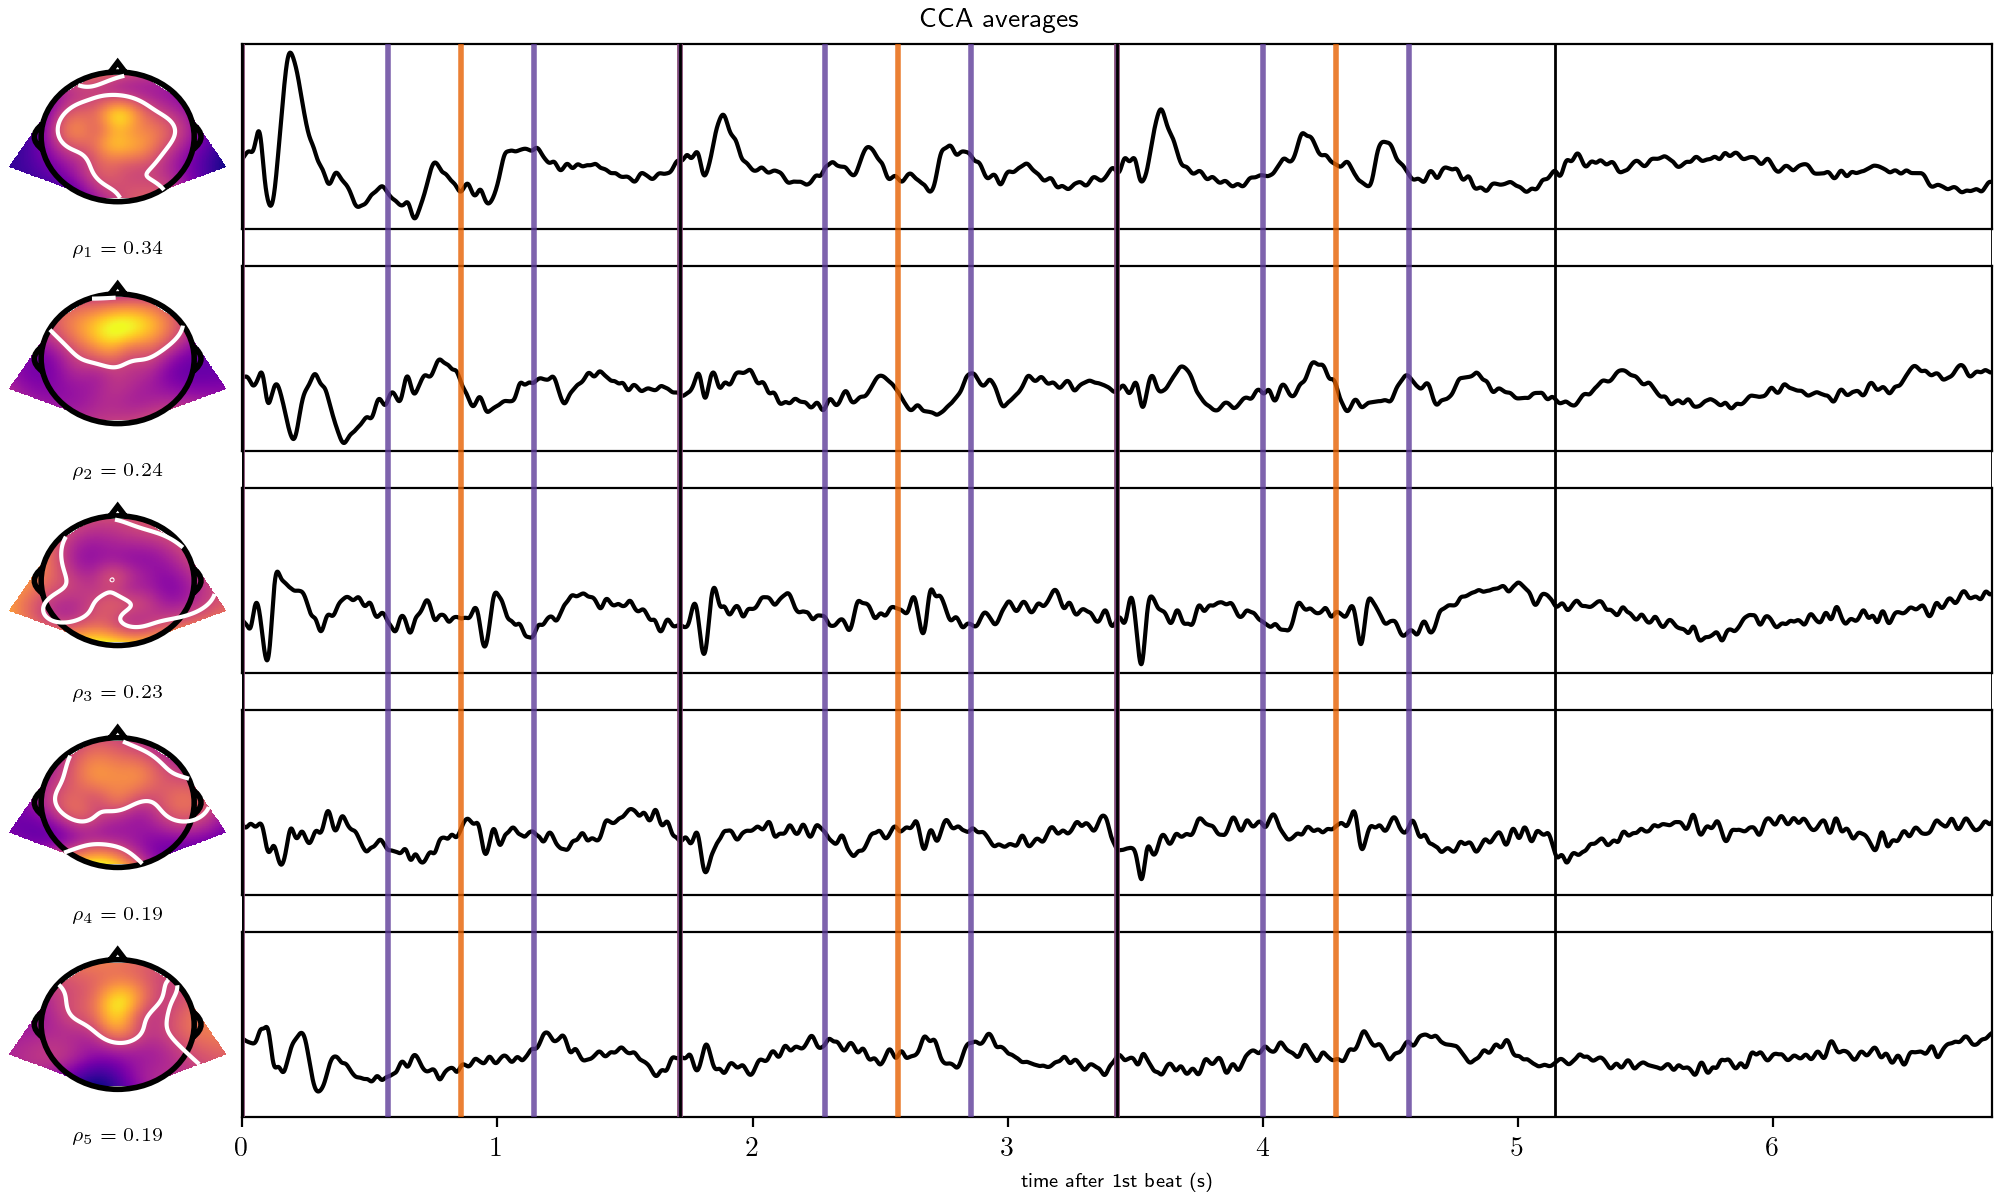 CCA averages
ρ1 = 0.34
ρ2 = 0.24
ρ3 = 0.23
ρ4 = 0.19
ρ5 = 0.19
0 1 2 3 4 5 6
time after 1st beat (s)